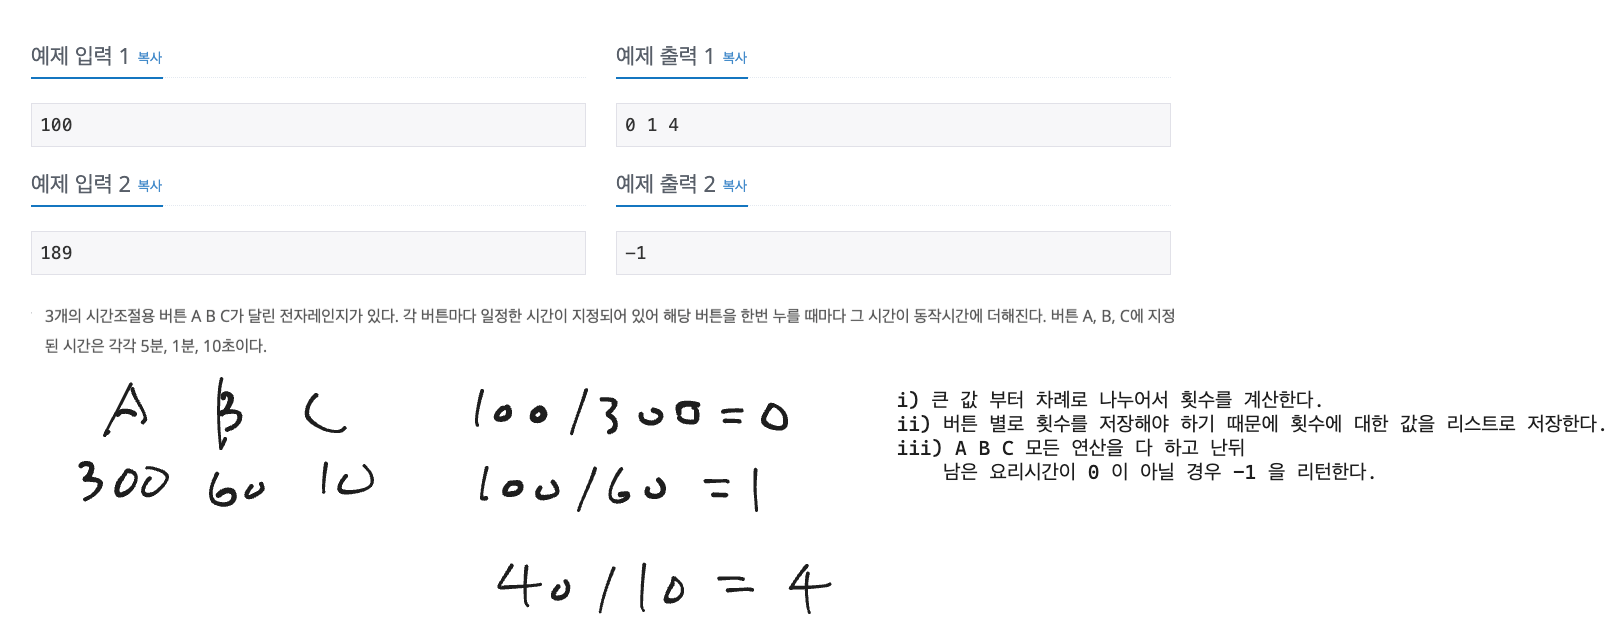 예제 입력 1 복사
예제 출력 1 복사
100
0 1 4
예제 입력 2 복사
예제 출력 2 복사
189
-1
3개의 시간조절용 버튼 A B C가 달린 전자레인지가 있다. 각 버튼마다 일정한 시간이 지정되어 있어 해당 버튼을 한번 누를 때마다 그 시간이 동작시간에 더해진다. 버튼 A, B, C에 지정
된 시간은 각각 5분, 1분, 10초이다.
A B C
300 60 10
100/300=0
100/60=1
40/10=4
i) 큰 값 부터 차례로 나누어서 횟수를 계산한다.
ii) 버튼 별로 횟수를 저장해야 하기 때문에 횟수에 대한 값을 리스트로 저장한다.
iii) A B C 모든 연산을 다 하고 난뒤
남은 요리시간이 0 이 아닐 경우 -1 을 리턴한다.